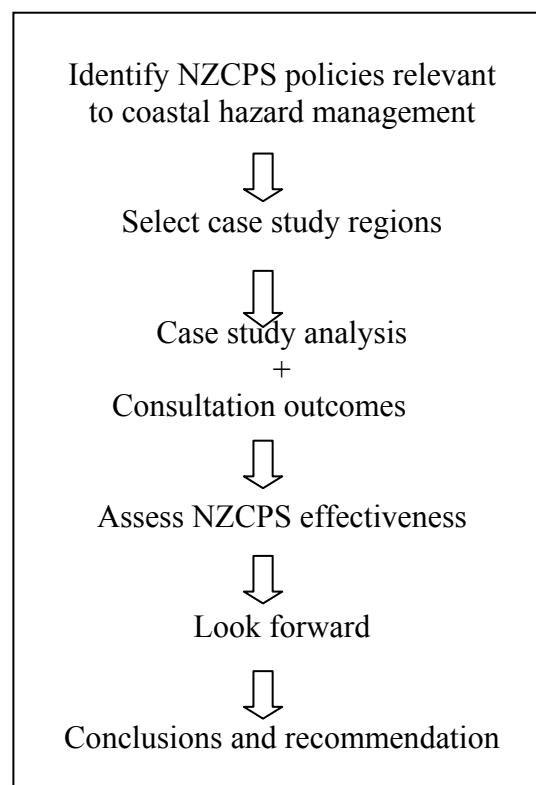 Identify NZCPS policies relevant
to coastal hazard management
Select case study regions
Case study analysis
+
Consultation outcomes
Assess NZCPS effectiveness
Look forward
Conclusions and recommendation